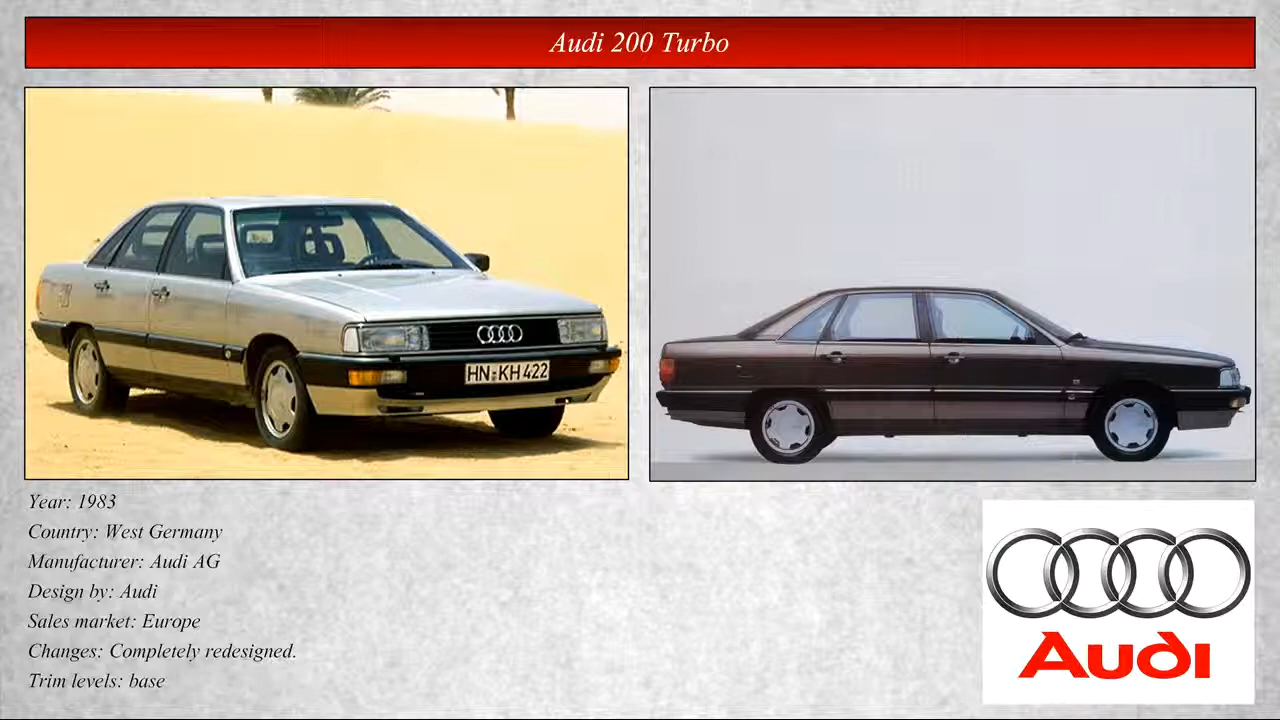 Audi 200 Turbo
HN-KH 422
Year: 1983
Country: West Germany
Manufacturer: Audi AG
Design by: Audi
Sales market: Europe
Changes: Completely redesigned.
Trim levels: base
Audi